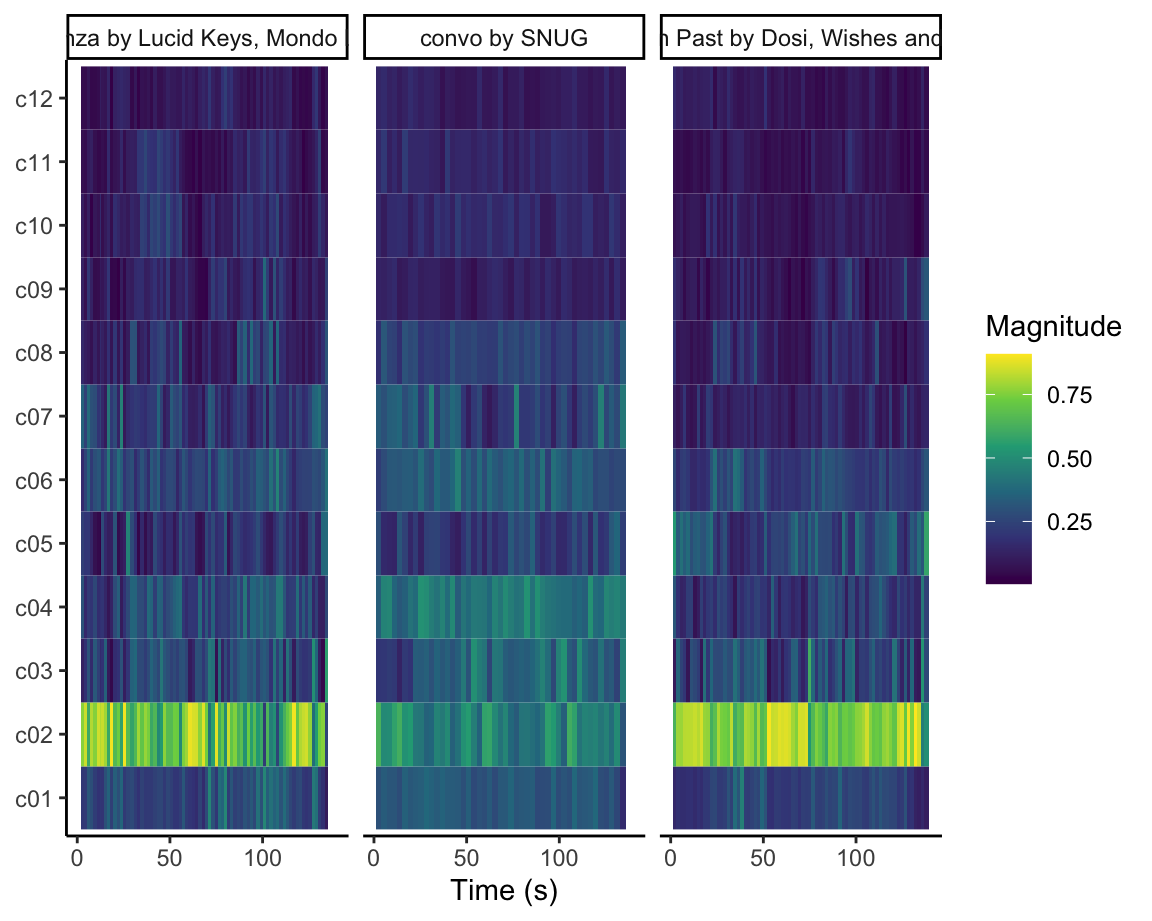 by Lucid Keys, Mondo
convo by SNUG
Past by Dosi, Wishes and
c12
c11
c10
c09
c08
c07
c06
c05
c04
c03
c02
c01
0 50 100 0 50 100 0 50 100
Time (s)
Magnitude
0.75
0.50
0.25